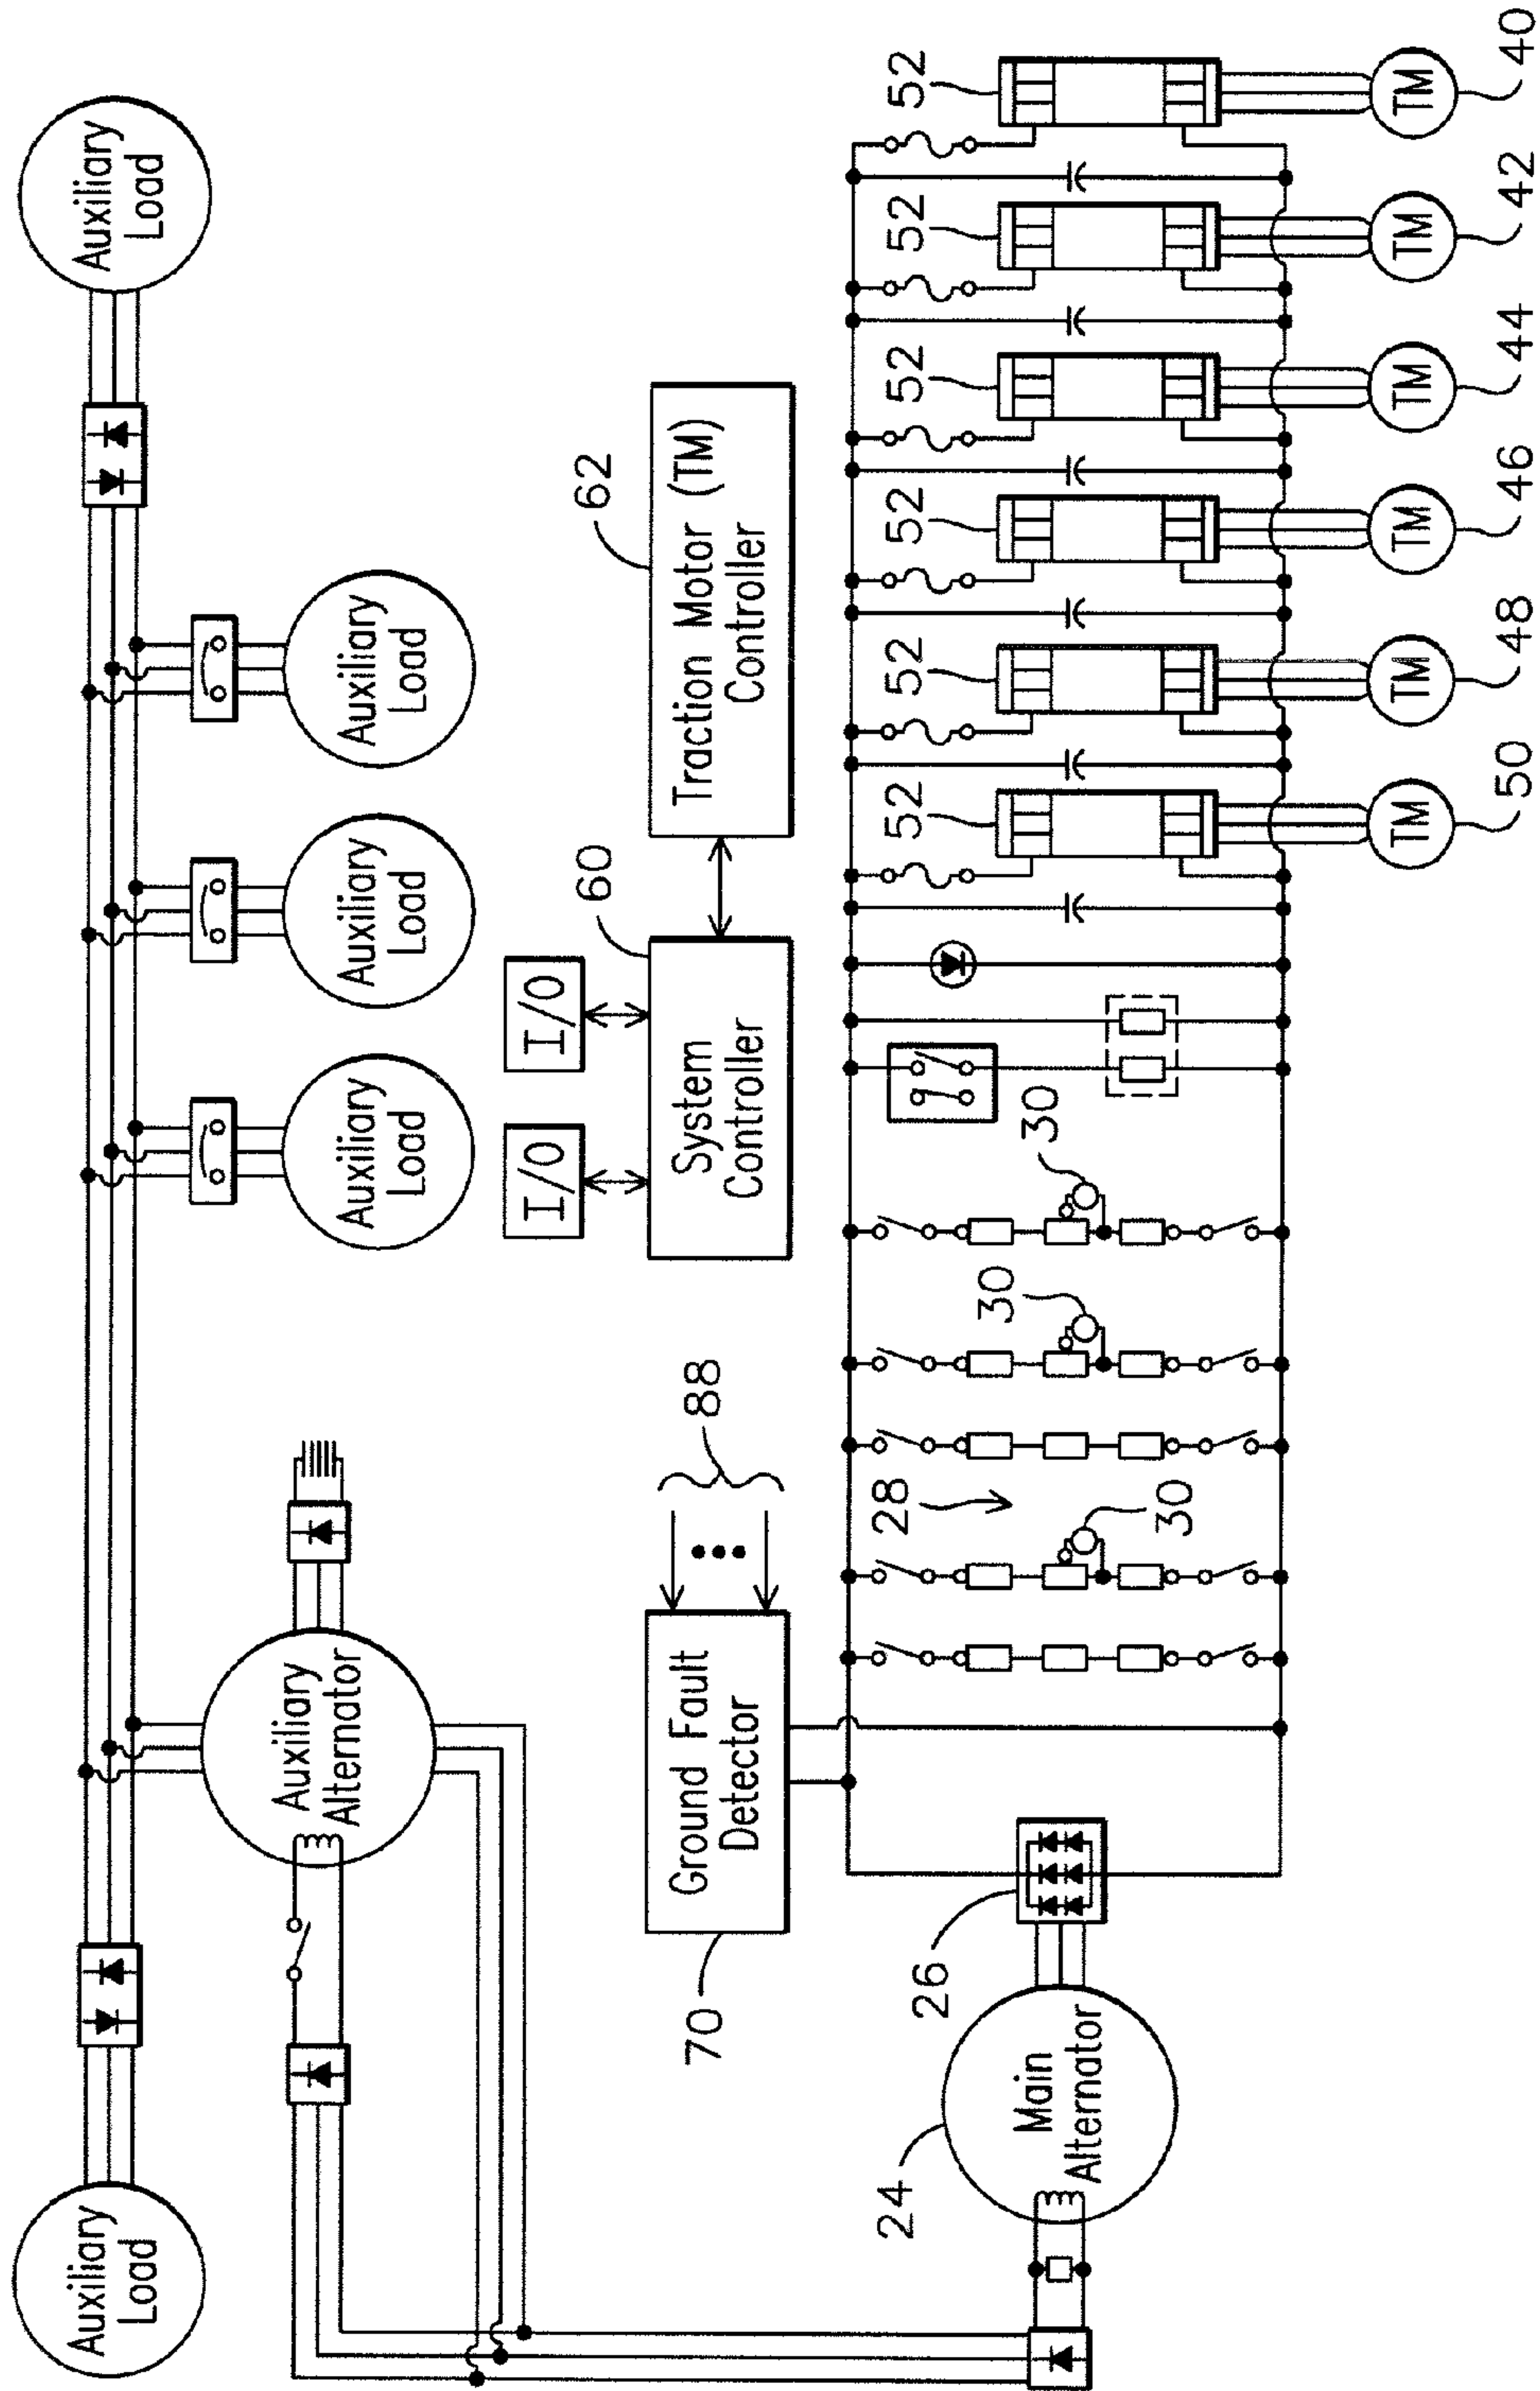 Auxiliary
Load
Auxiliary
Load
Auxiliary
Load
Auxiliary
Load
Auxiliary
Load
Auxiliary
Alternator
I/O
I/O
60
62
System
Controller
Traction Motor (TM)
Controller
88
Ground Fault
Detector
70
28
30
30
30
52
52
52
52
52
52
26
24
Main
Alternator
TM
TM
TM
TM
TM
TM
50
48
46
44
42
40